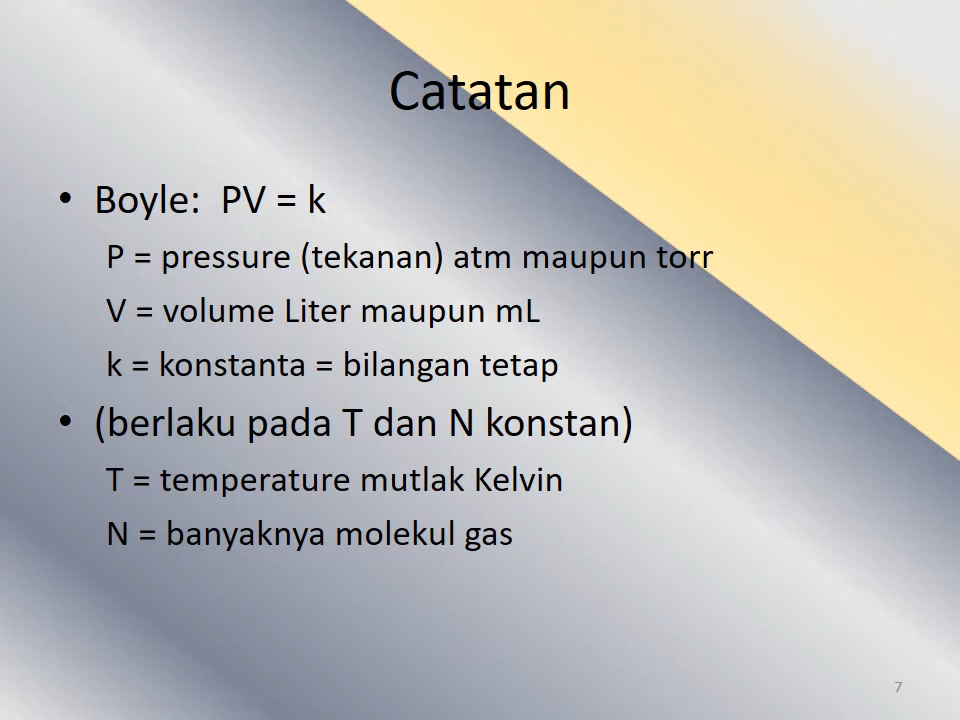 Catatan
• Boyle:  PV = k
P = pressure (tekanan) atm maupun torr
V = volume Liter maupun mL
k = konstanta = bilangan tetap
• (berlaku pada T dan N konstan)
T = temperature mutlak Kelvin
N = banyaknya molekul gas
7